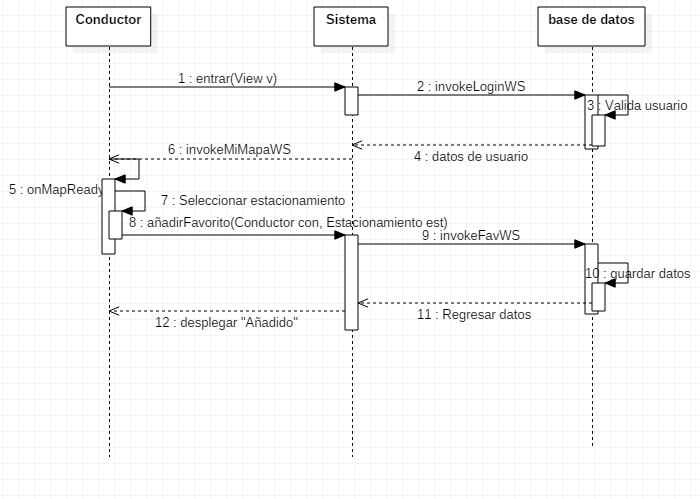 Conductor
Sistema
base de datos
1 : entrar(View v)
2 : invokeLoginWS
3 : Valida usuario
6 : invokeMiMapaWS
4 : datos de usuario
5 : onMapReady
7 : Seleccionar estacionamiento
8 : añadirFavorito(Conductor con, Estacionamiento est)
9 : invokeFavWS
10 : guardar datos
11 : Regresar datos
12 : desplegar "Añadido"